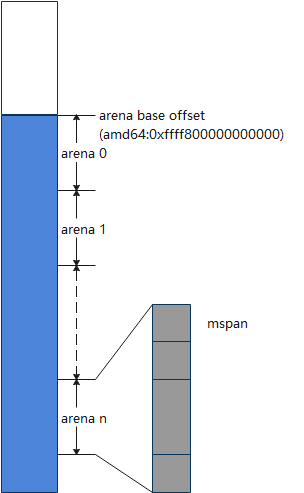 arena base offset
(amd64:0xffff800000000000)
arena 0
arena 1
mspan
arena n